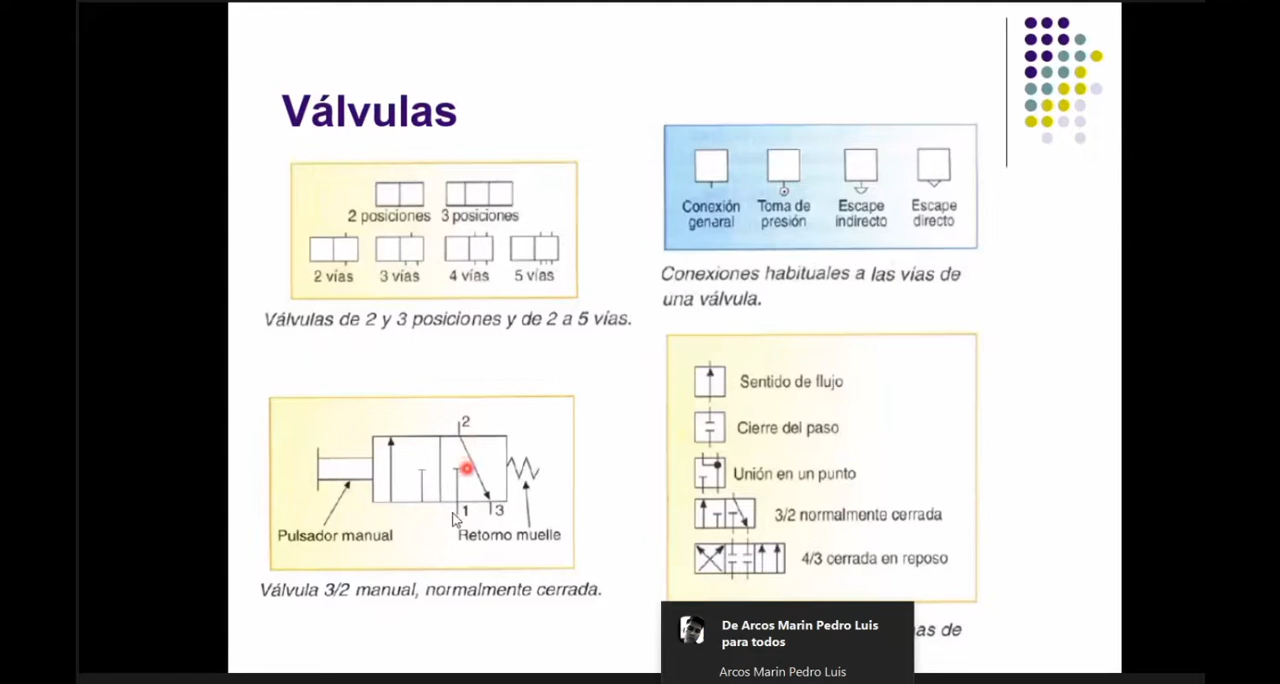 Válvulas
2 posiciones 3 posiciones
2 vías 3 vías 4 vías 5 vías
Válvulas de 2 y 3 posiciones y de 2 a 5 vías.
2
1 3
Pulsador manual Retorno muelle
Válvula 3/2 manual, normalmente cerrada.
Conexión Toma de Escape Escape
general presión indirecto directo
Conexiones habituales a las vías de
una válvula.
Sentido de flujo
Cierre del paso
Unión en un punto
3/2 normalmente cerrada
4/3 cerrada en reposo
de
De Arcos Marin Pedro Luis
para todos
Arcos Marin Pedro Luis